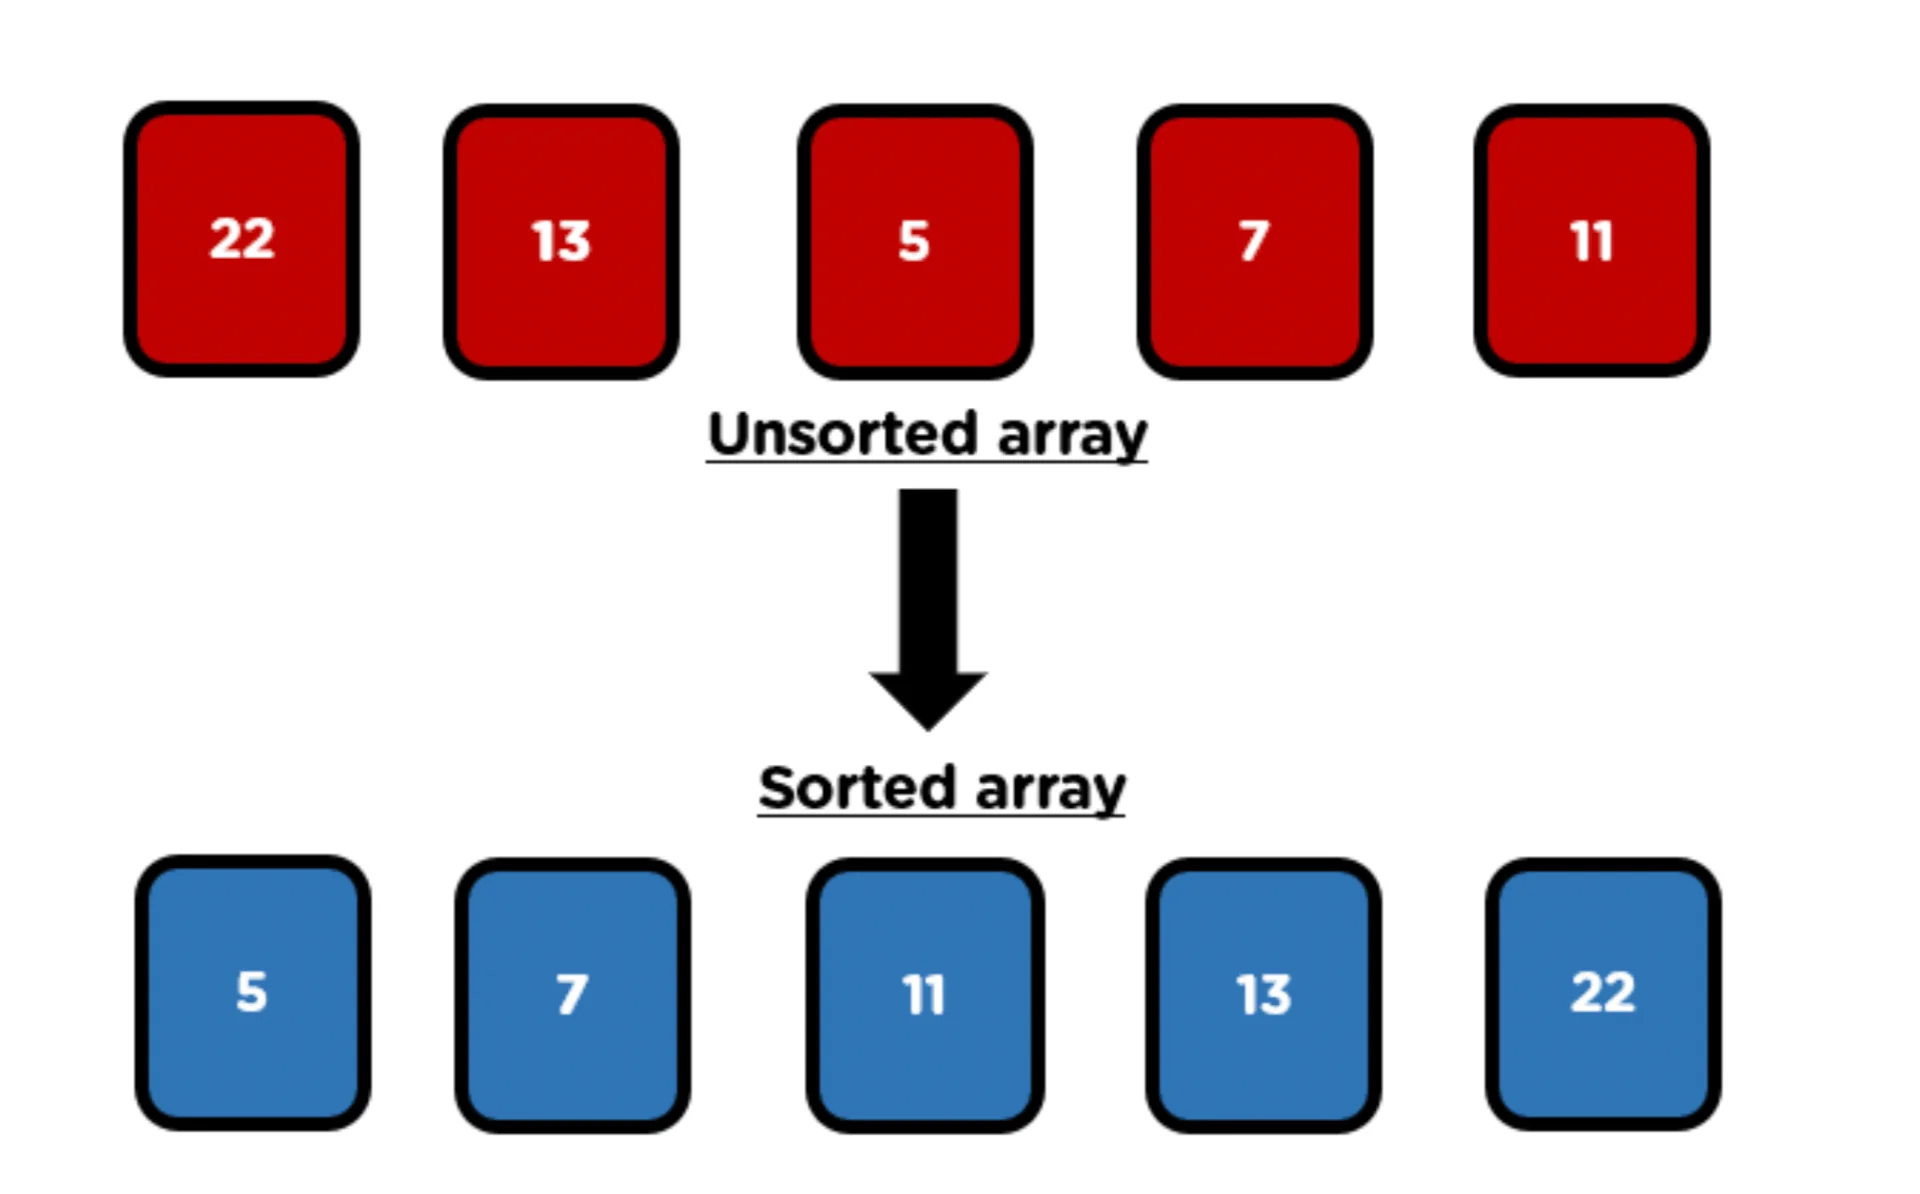 22 13 5 7 11
Unsorted array
Sorted array
5 7 11 13 22